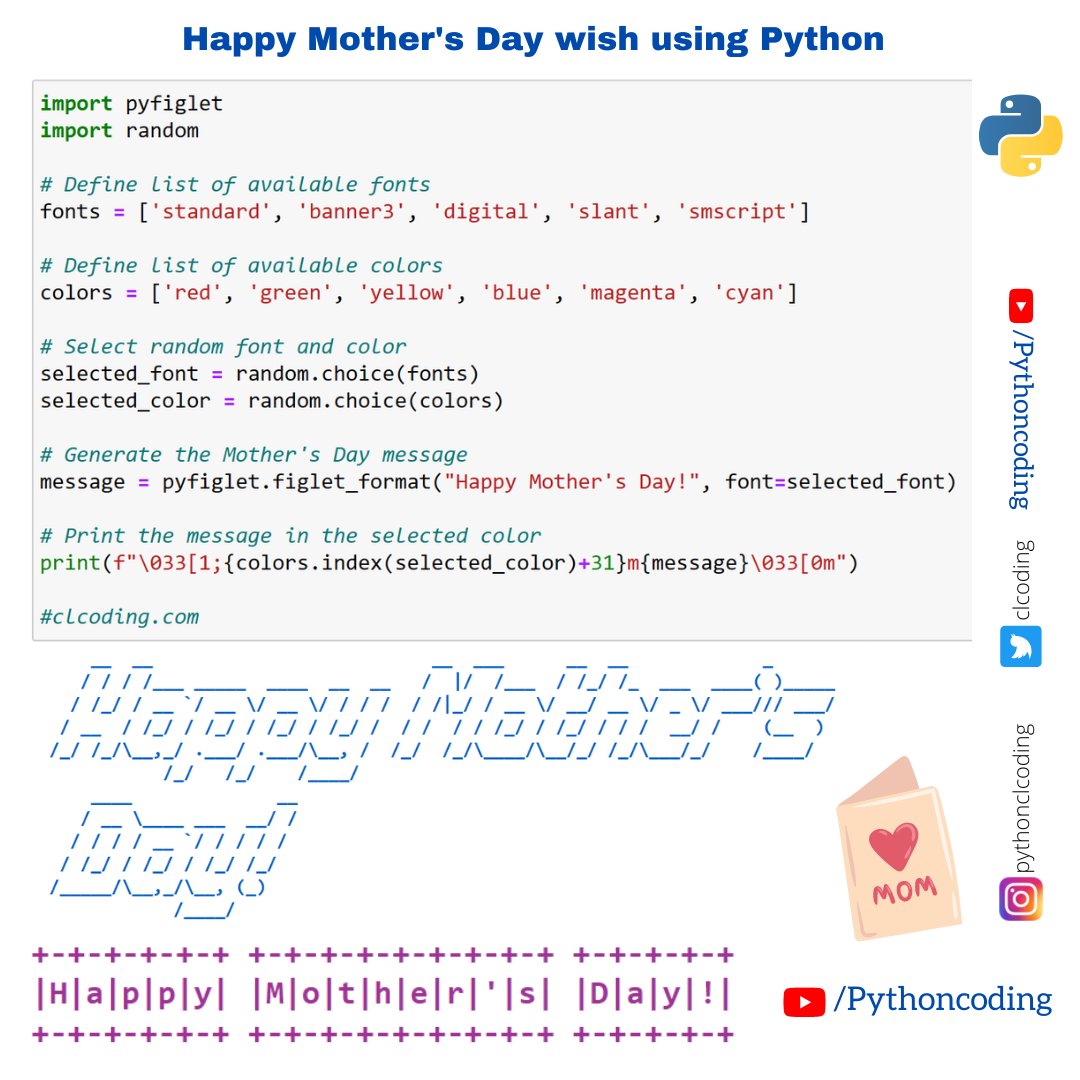 Happy Mother's Day wish using Python
import pyfiglet
import random
# Define list of available fonts
fonts = ['standard', 'banner3', 'digital', 'slant', 'smscript']
# Define list of available colors
colors = ['red', 'green', 'yellow', 'blue', 'magenta', 'cyan']
# Select random font and color
selected_font = random.choice(fonts)
selected_color = random.choice(colors)
# Generate the Mother's Day message
message = pyfiglet.figlet_format("Happy Mother's Day!", font=selected_font)
# Print the message in the selected color
print(f"\033[1;{colors.index(selected_color)+31}m{message}\033[0m")
#clcoding.com
/Pythoncoding
clcoding
pythonclcoding
Happy Mother's
Day!
MOM
+-+-+-+-+-+ +-+-+-+-+-+-+-+-+ +-+-+-+-+
|H|a|p|p|y| |M|o|t|h|e|r|'|s| |D|a|y|!|
+-+-+-+-+-+ +-+-+-+-+-+-+-+-+ +-+-+-+-+
/Pythoncoding